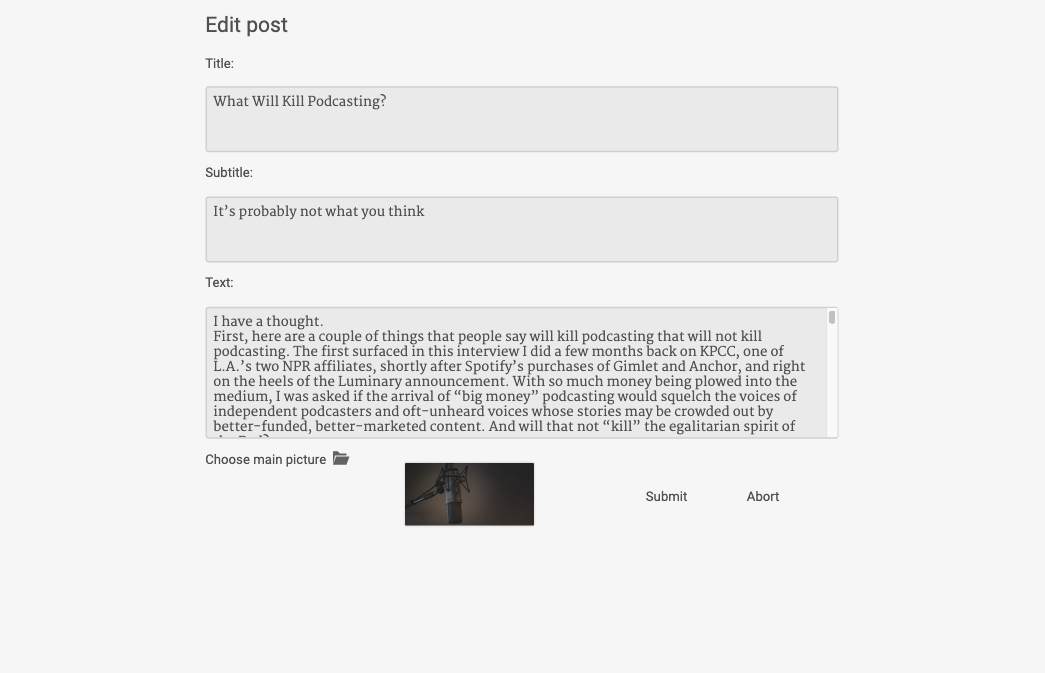 Edit post
Title:
What Will Kill Podcasting?
Subtitle:
It’s probably not what you think
Text:
I have a thought.
First, here are a couple of things that people say will kill podcasting that will not kill
podcasting. The first surfaced in this interview I did a few months back on KPCC, one of
L.A.’s two NPR affiliates, shortly after Spotify’s purchases of Gimlet and Anchor, and right
on the heels of the Luminary announcement. With so much money being plowed into the
medium, I was asked if the arrival of “big money” podcasting would squelch the voices of
independent podcasters and oft-unheard voices whose stories may be crowded out by
better-funded, better-marketed content. And will that not “kill” the egalitarian spirit of
Choose main picture
Submit
Abort